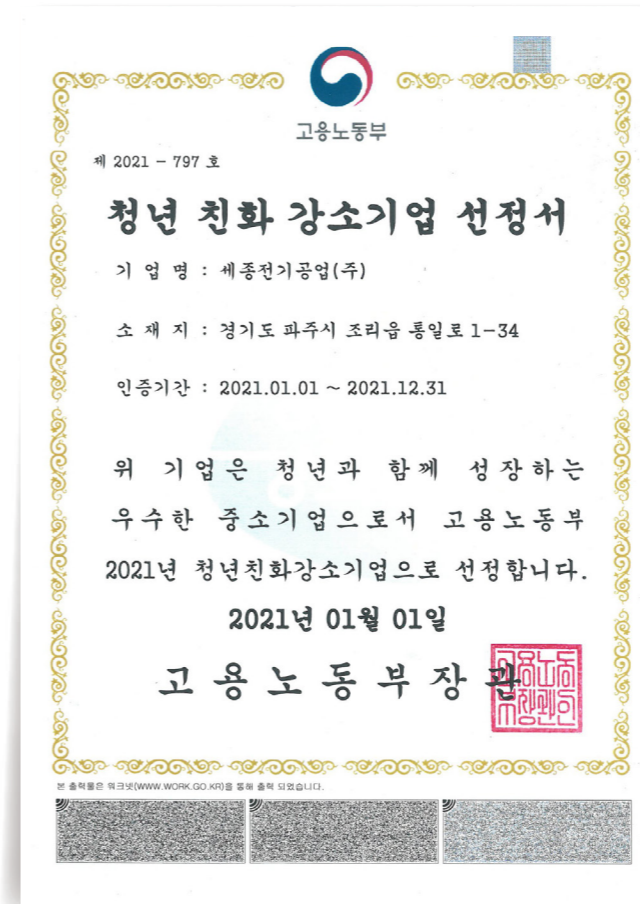 고용노동부
제 2021 - 797 호
청년 친화 강소기업 선정서
기 업 명 : 세종전기공업(주)
소 재 지 : 경기도 파주시 조리읍 통일로 1-34
인증기간 : 2021.01.01 ~ 2021.12.31
위 기업은 청년과 함께 성장하는
우수한 중소기업으로서 고용노동부
2021년 청년친화강소기업으로 선정합니다.
2021년 01월 01일
고용노동부장관
본 출력물은 워크넷(WWW.WORK.GO.KR)을 통해 출력 되었습니다.